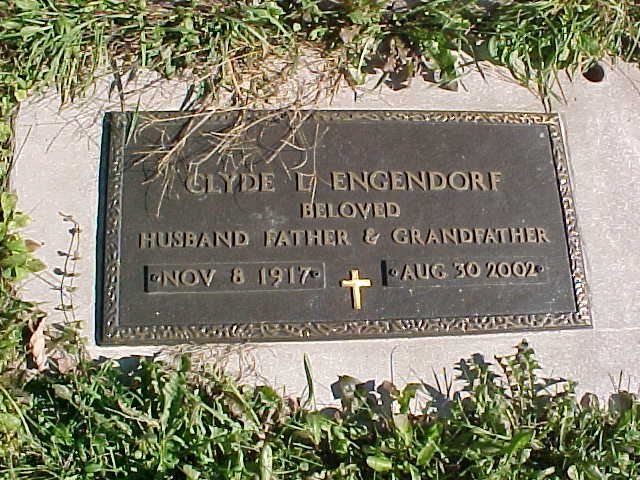 CLYDE L ENGENDORF
BELOVED
HUSBAND FATHER & GRANDFATHER
NOV 8 1917 AUG 30 2002